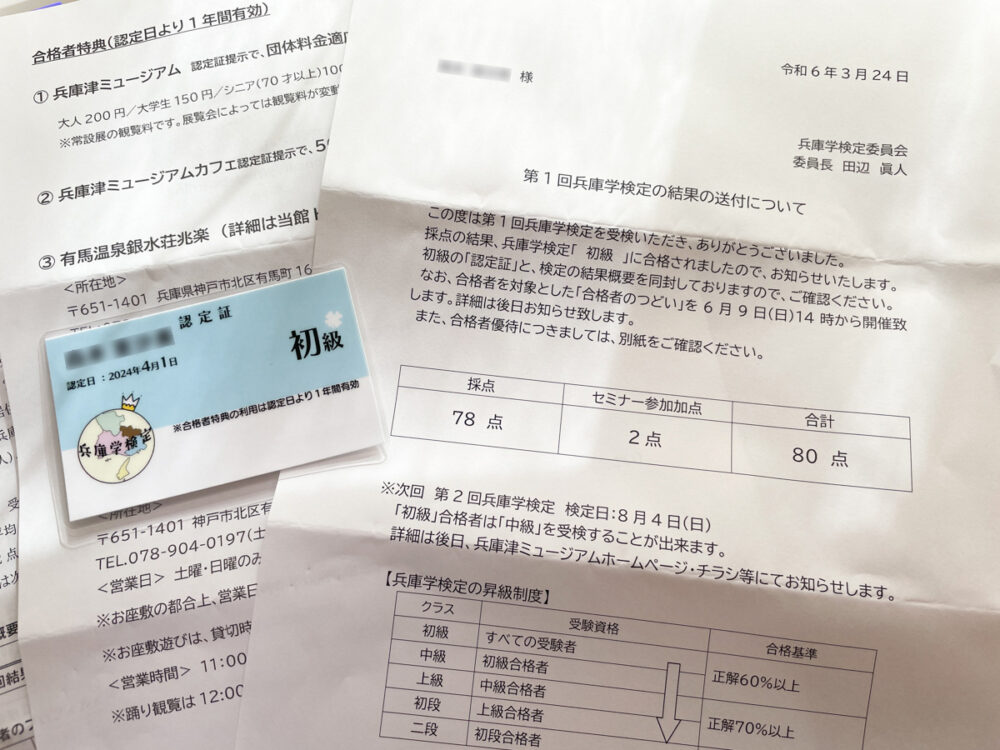 合格者特典(認定日より1年間有効)
① 兵庫津ミュージアム 認定証提示で、団体料金適
大人200円/大学生150円/シニア(70才以上)100
※常設展の観覧料です。展覧会によっては観覧料が変動
② 兵庫津ミュージアムカフェ認定証提示で、5
③ 有馬温泉銀水荘兆楽 (詳細は当館
<所在地>
〒651-1401 兵庫県神戸市北区有馬町16
認定証
初級
認定日:2024年4月1日
※合格者特典の利用は認定日より1年間有効
兵庫学検定
<所在地>
〒651-1401 神戸市北区有
TEL.078-904-0197(土
<営業日> 土曜・日曜のみ
※お座敷の都合上、営業日
※お座敷遊びは、貸切時
<営業時間> 11:00
※踊り観覧は12:00
様
令和6年3月24日
兵庫学検定委員会
委員長 田辺 眞人
第1回兵庫学検定の結果の送付について
この度は第1回兵庫学検定を受検いただき、ありがとうございました。
採点の結果、兵庫学検定「 初級 」に合格されましたので、お知らせいたします。
初級の「認定証」と、検定の結果概要を同封しておりますので、ご確認ください。
なお、合格者を対象とした「合格者のつどい」を6月9日(日)14時から開催致
します。詳細は後日お知らせ致します。
また、合格者優待につきましては、別紙をご確認ください。
採点 セミナー参加加点 合計
78 点 2点 80 点
※次回 第2回兵庫学検定 検定日:8月4日(日)
「初級」合格者は「中級」を受検することが出来ます。
詳細は後日、兵庫津ミュージアムホームページ・チラシ等にてお知らせします。
【兵庫学検定の昇級制度】
クラス 受験資格 合格基準
初級 すべての受験者
中級 初級合格者 正解60%以上
上級 中級合格者
初段 上級合格者 正解70%以上
二段 初段合格者